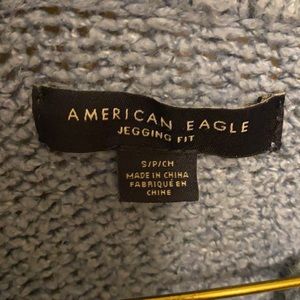 AMERICAN EAGLE
JEGGING FIT
S/P/CH
MADE IN CHINA
FABRIQUÉ EN
CHINE